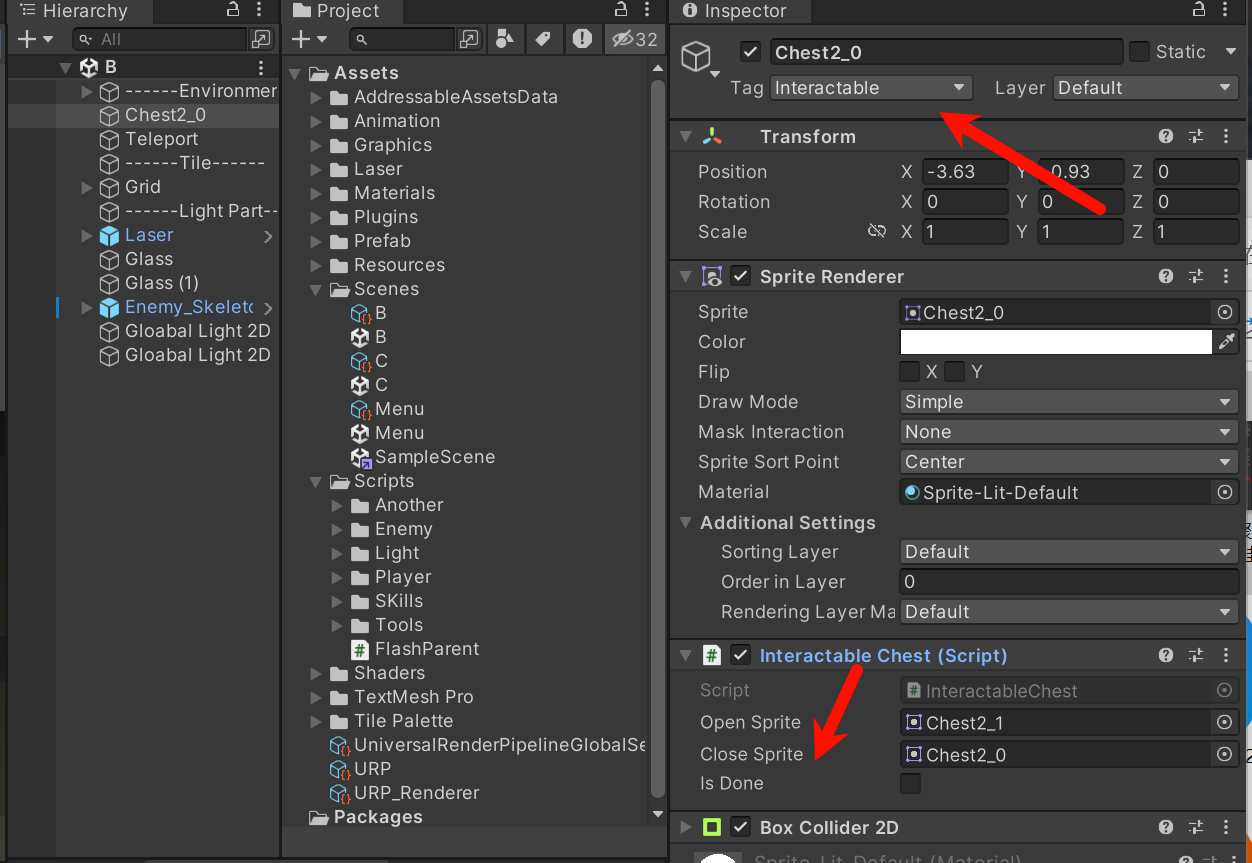 Hierarchy
All
B
------Environmer
Chest2_0
Teleport
------Tile------
Grid
------Light Part--
Laser
Glass
Glass (1)
Enemy_Skelet
Gloabal Light 2D
Gloabal Light 2D
Project
32
Assets
AddressableAssetsData
Animation
Graphics
Laser
Materials
Plugins
Prefab
Resources
Scenes
B
B
C
C
Menu
Menu
SampleScene
Scripts
Another
Enemy
Light
Player
SKills
Tools
FlashParent
Shaders
TextMesh Pro
Tile Palette
UniversalRenderPipelineGlobalSe
URP
URP_Renderer
Packages
Inspector
Chest2_0 Static
Tag Interactable Layer Default
Transform
Position X -3.63 Y 0.93 Z 0
Rotation X 0 Y 0 Z 0
Scale X 1 Y 1 Z 1
Sprite Renderer
Sprite Chest2_0
Color
Flip X Y
Draw Mode Simple
Mask Interaction None
Sprite Sort Point Center
Material Sprite-Lit-Default
Additional Settings
Sorting Layer Default
Order in Layer 0
Rendering Layer Ma Default
Interactable Chest (Script)
Script InteractableChest
Open Sprite Chest2_1
Close Sprite Chest2_0
Is Done
Box Collider 2D
Sprite-Lit-Default (Material)